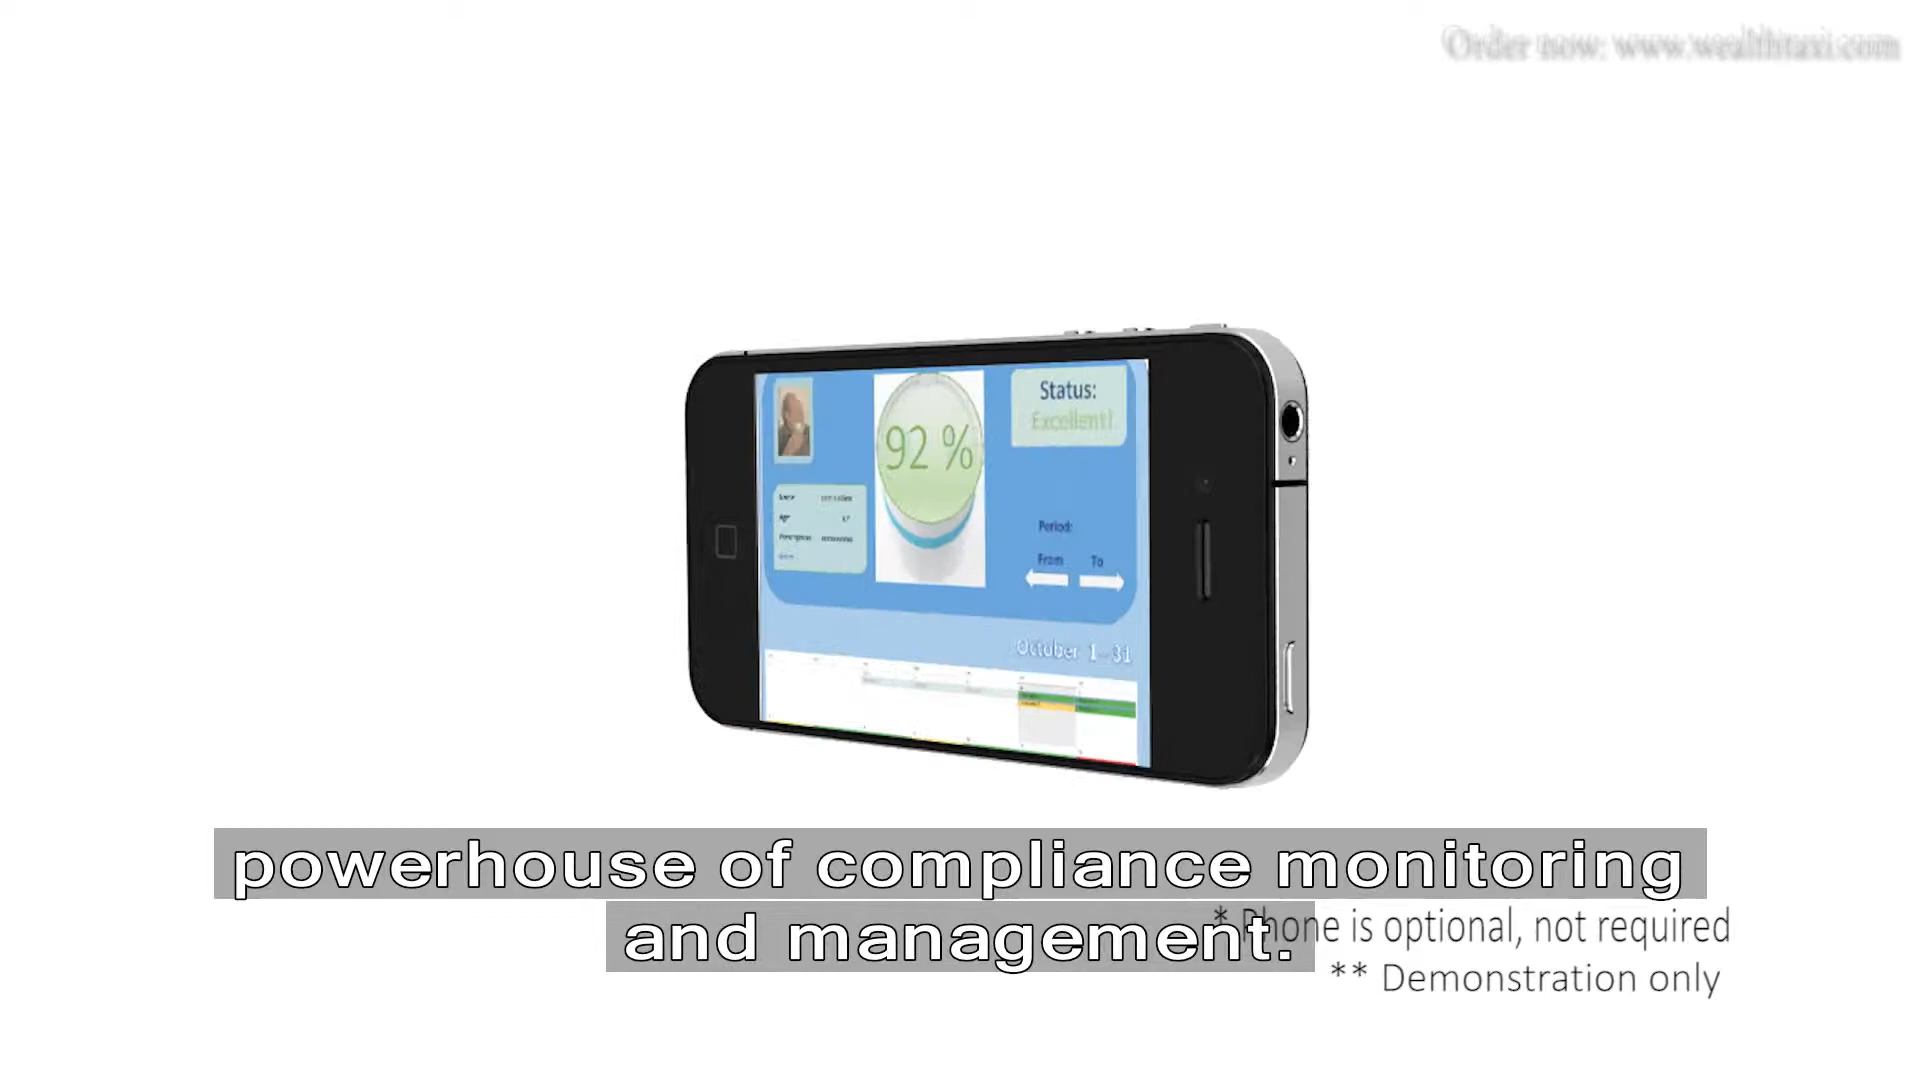 Order now: www.wealthtaxi.com
Status:
Excellent!
92 %
Age
Period:
From To
October 1-31
powerhouse of compliance monitoring
and management.
* Phone is optional, not required
** Demonstration only